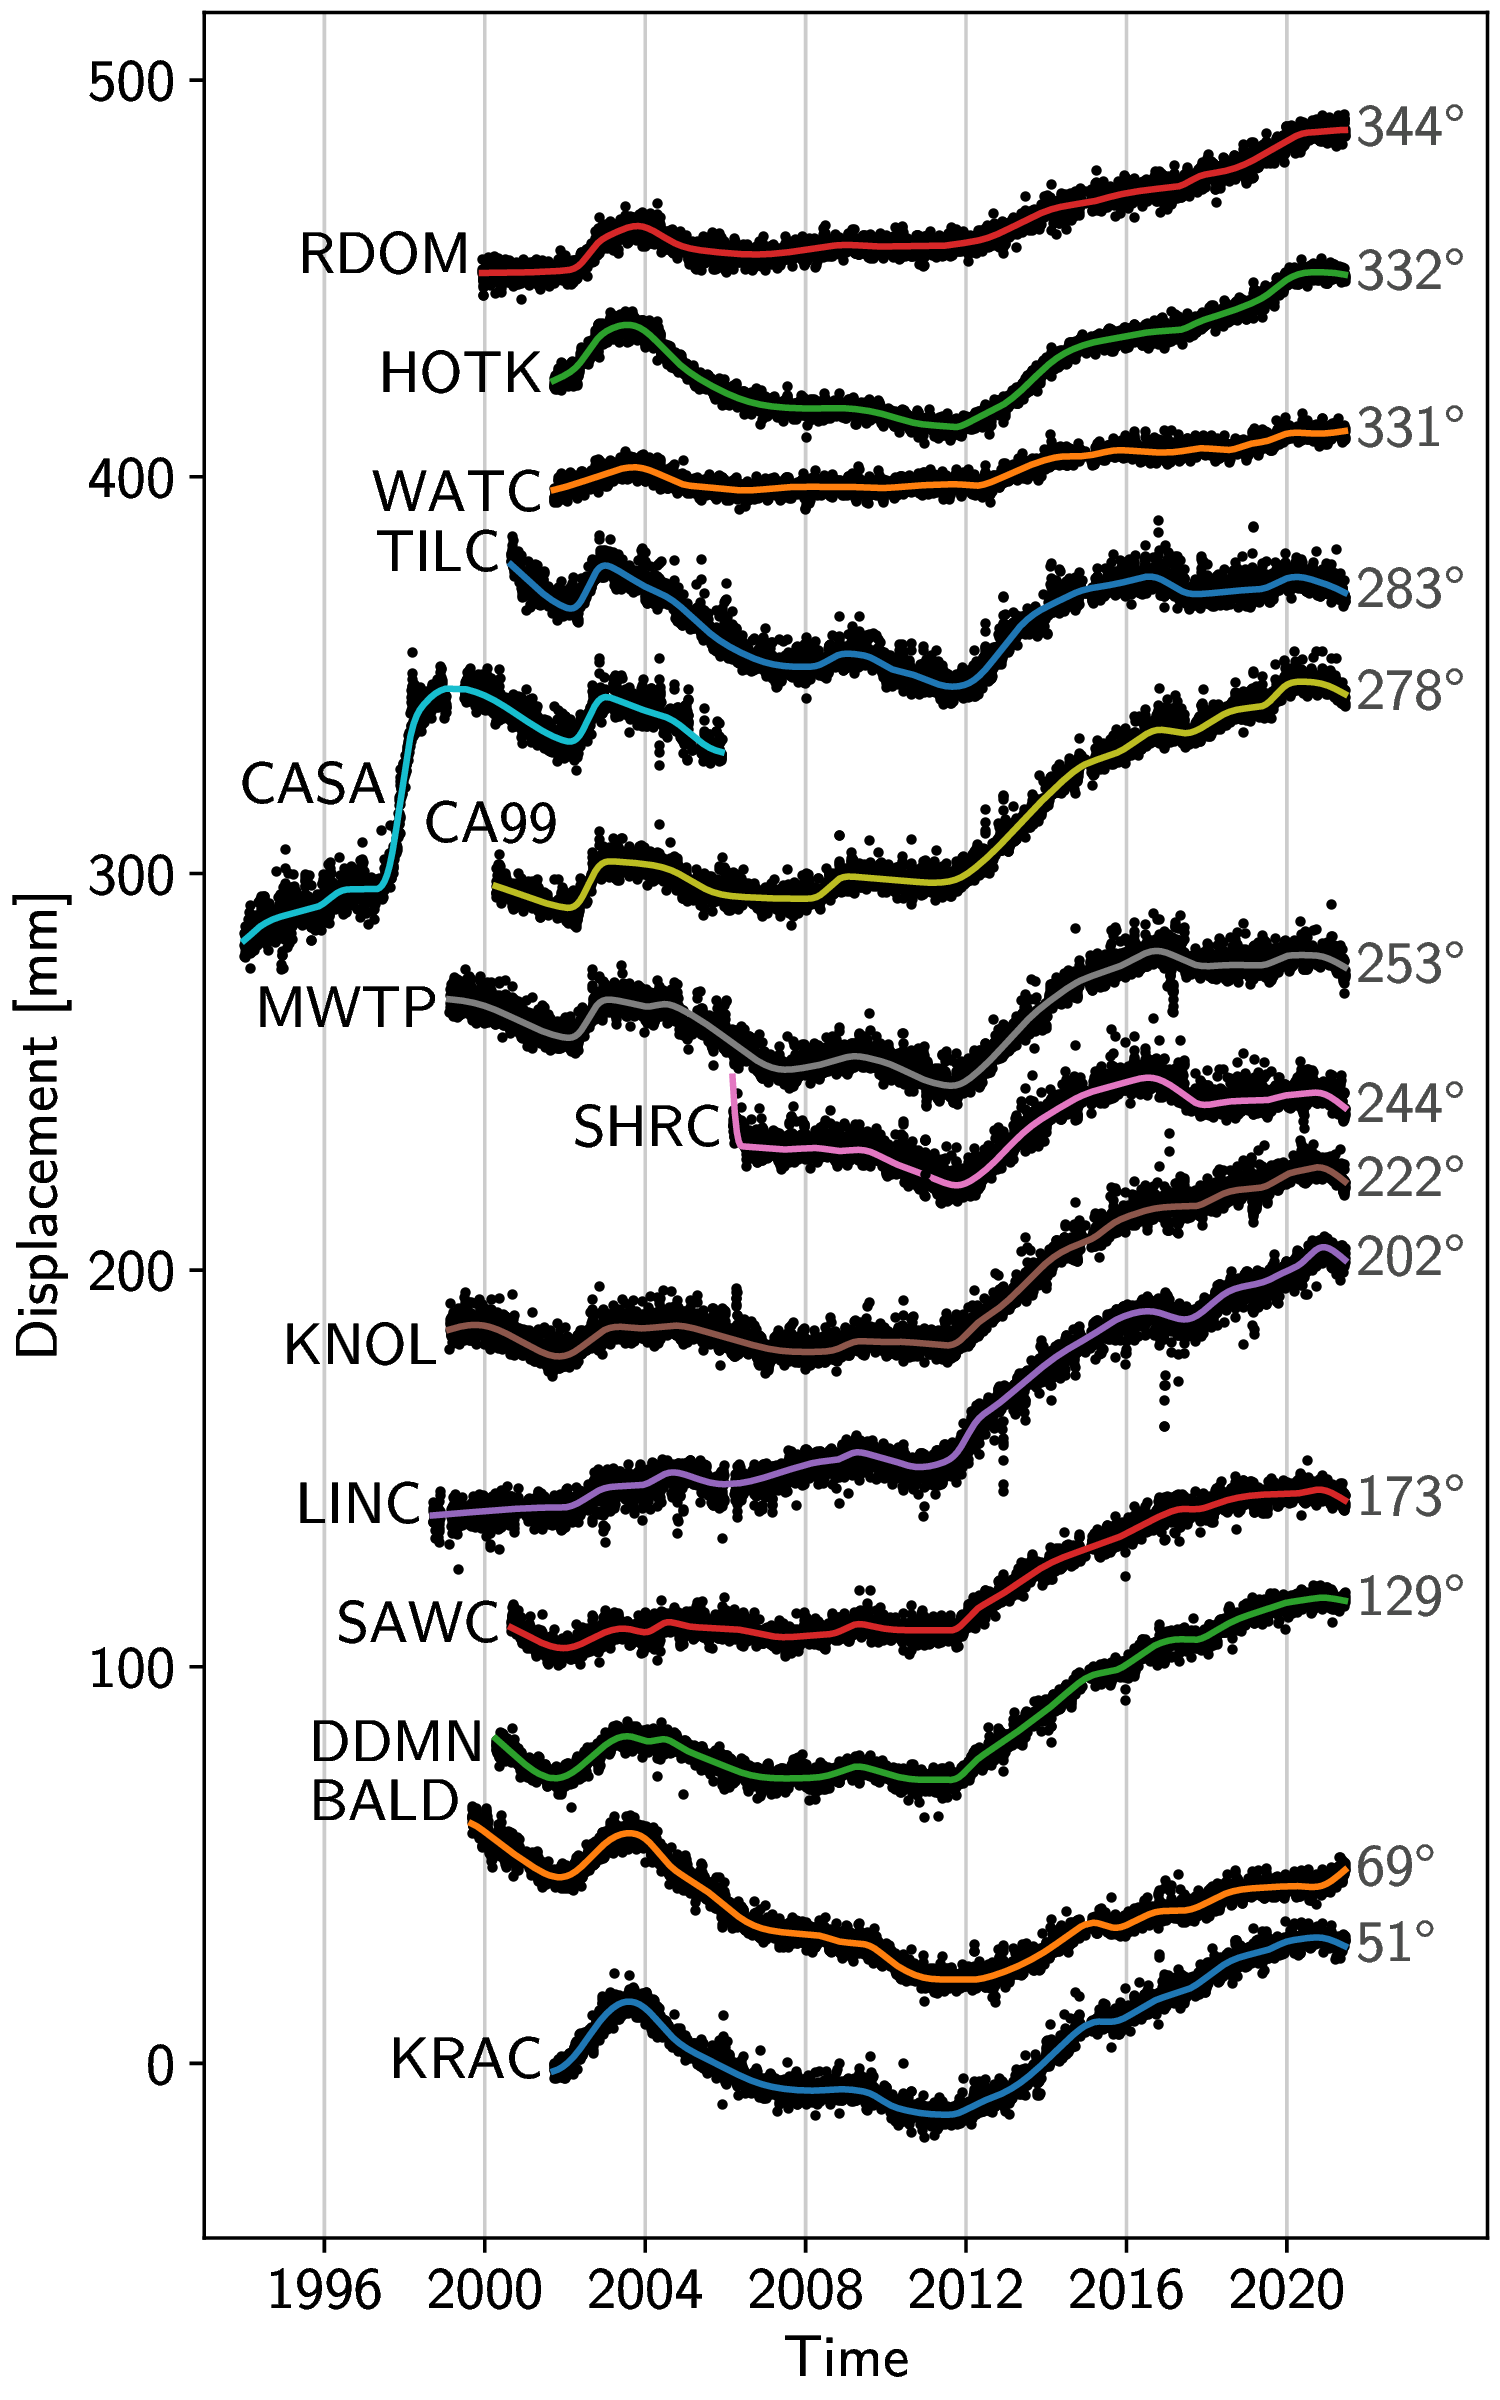 500
344°
RDOM
332°
HOTK
331°
400
WATC
TILC
283°
278°
CASA
CA99
300
253°
MWTP
244°
SHRC
222°
202°
200
KNOL
LINC
173°
SAWC
129°
100
DDMN
BALD
69°
51°
KRAC
0
Displacement [mm]
1996 2000 2004 2008 2012 2016 2020
Time